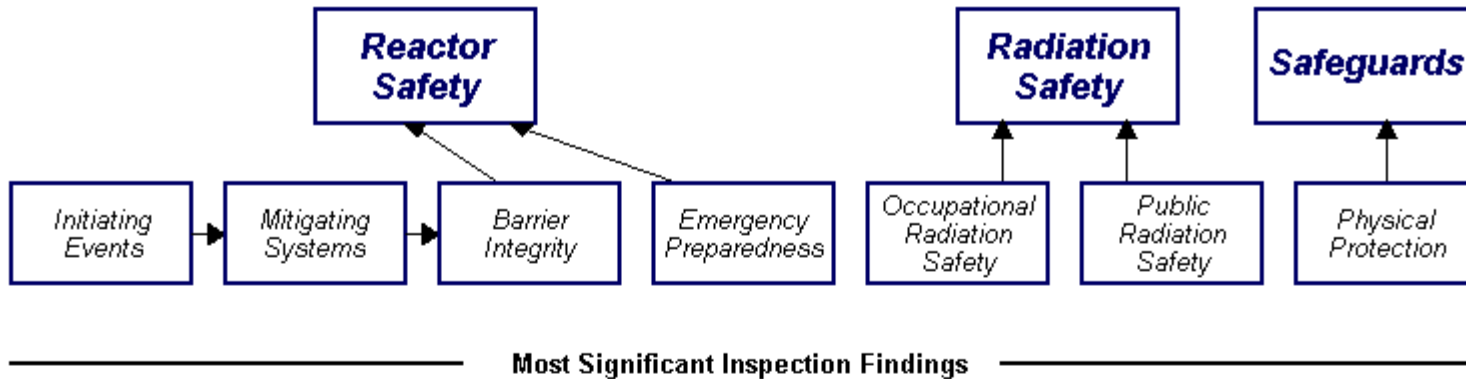 Reactor
Safety
Radiation
Safety
Safeguards
Initiating
Events
Mitigating
Systems
Barrier
Integrity
Emergency
Preparedness
Occupational
Radiation
Safety
Public
Radiation
Safety
Physical
Protection
Most Significant Inspection Findings